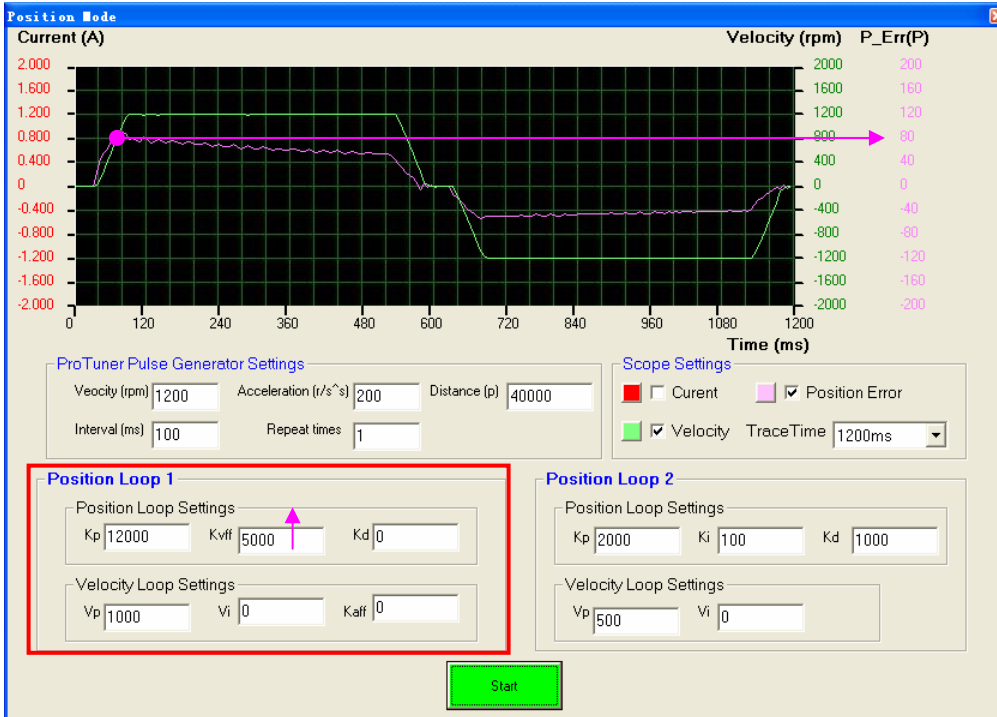 Position Mode
Current (A) Velocity (rpm) P_Err(P)
2.000 2000 200
1.600 1600 160
1.200 1200 120
0.800 800 80
0.400 400 40
0 0 0
-0.400 -400 -40
-0.800 -800 -80
-1.200 -1200 -120
-1.600 -1600 -160
-2.000 -2000 -200
0 120 240 360 480 600 720 840 960 1080 1200
Time (ms)
ProTuner Pulse Generator Settings
Veocity (rpm) 1200 Acceleration (r/s^s) 200 Distance (p) 40000
Interval (ms) 100 Repeat times 1
Scope Settings
Curent Position Error
Velocity TraceTime 1200ms
Position Loop 1
Position Loop Settings
Kp 12000 Kvff 5000 Kd 0
Velocity Loop Settings
Vp 1000 Vi 0 Kaff 0
Position Loop 2
Position Loop Settings
Kp 2000 Ki 100 Kd 1000
Velocity Loop Settings
Vp 500 Vi 0
Start